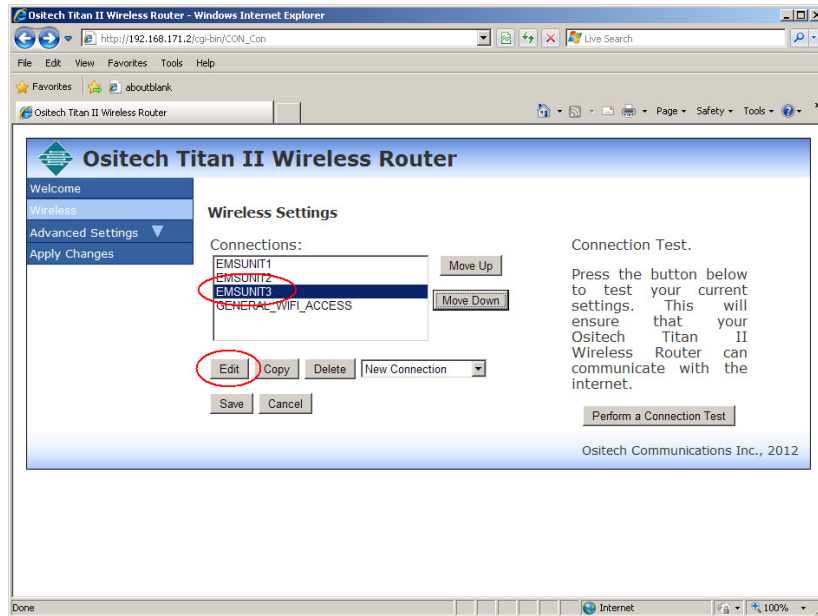 Ositech Titan II Wireless Router - Windows Internet Explorer
http://192.168.171.2/cgi-bin/CON_Con
Live Search
File Edit View Favorites Tools Help
Favorites aboutblank
Ositech Titan II Wireless Router
Page Safety Tools
Ositech Titan II Wireless Router
Welcome
Wireless
Advanced Settings
Apply Changes
Wireless Settings
Connections:
EMSUNIT1
EMSUNIT2
EMSUNIT3
GENERAL_WIFI_ACCESS
Move Up
Move Down
Edit Copy Delete New Connection
Save Cancel
Connection Test.
Press the button below
to test your current
settings. This will
ensure that your
Ositech Titan II
Wireless Router can
communicate with the
internet.
Perform a Connection Test
Ositech Communications Inc., 2012
Done Internet 100%